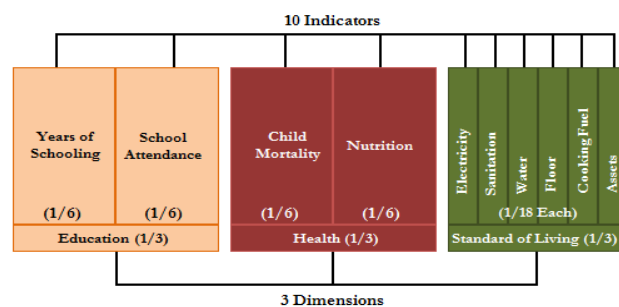 10 Indicators
Years of
Schooling
(1/6)
School
Attendance
(1/6)
Education (1/3)
Child
Mortality
(1/6)
Nutrition
(1/6)
Health (1/3)
Electricity
Sanitation
Water
Floor
Cooking Fuel
Assets
(1/18 Each)
Standard of Living (1/3)
3 Dimensions